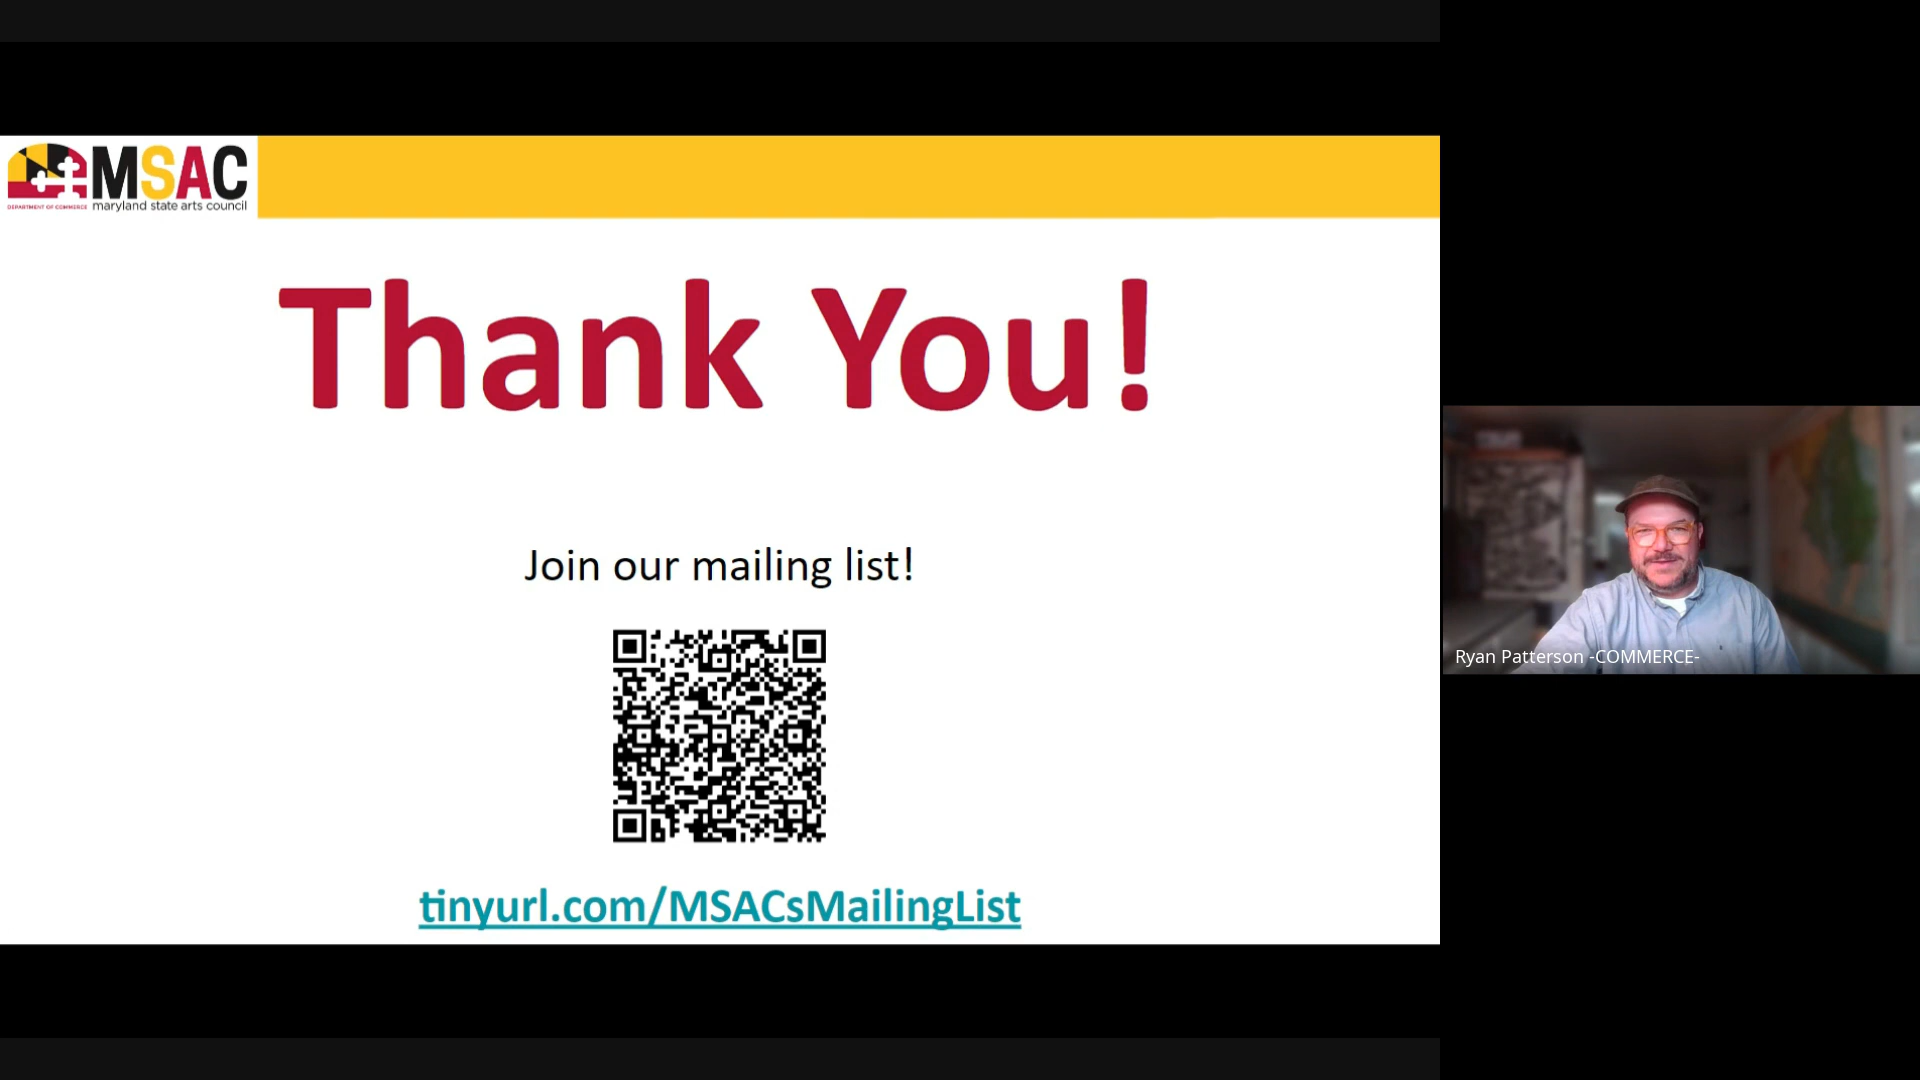 MSAC
DEPARTMENT OF COMMERCE maryland state arts council
Thank You!
Join our mailing list!
tinyurl.com/MSACsMailingList
Ryan Patterson -COMMERCE-